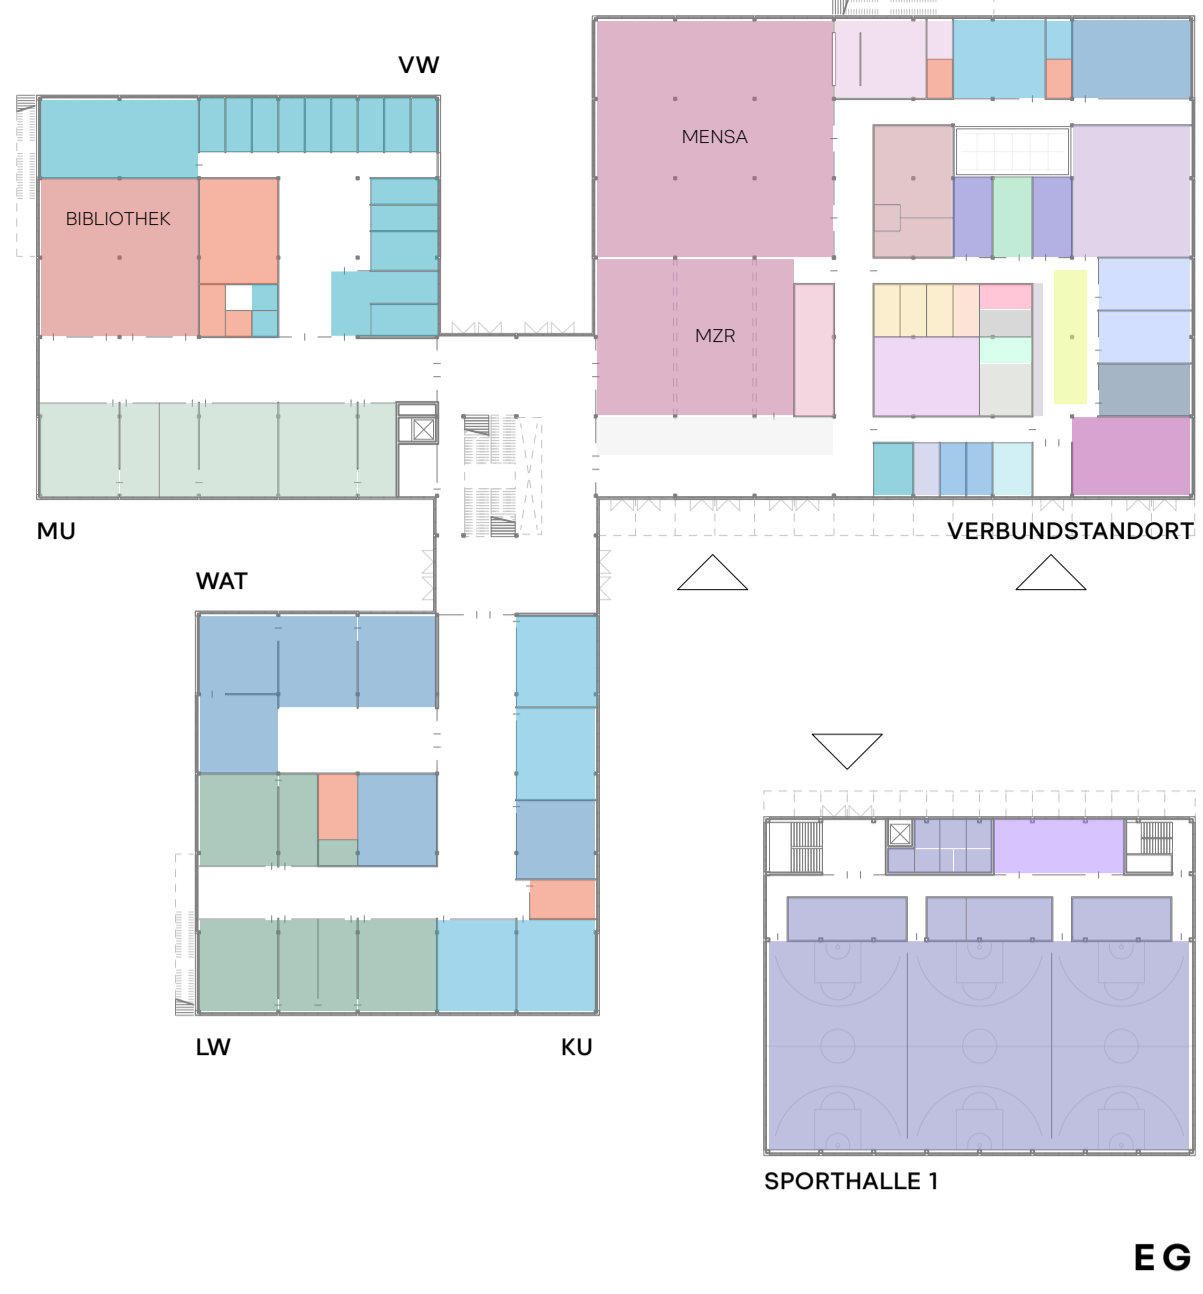 VW
MENSA
BIBLIOTHEK
MZR
MU
VERBUNDSTANDORT
WAT
LW
KU
SPORTHALLE 1
EG